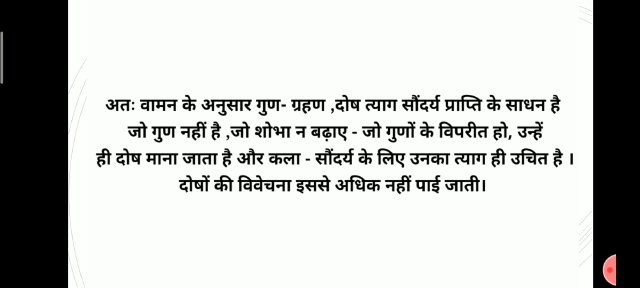 अतः वामन के अनुसार गुण- ग्रहण ,दोष त्याग सौंदर्य प्राप्ति के साधन है
जो गुण नहीं है ,जो शोभा न बढ़ाए - जो गुणों के विपरीत हो, उन्हें
ही दोष माना जाता है और कला - सौंदर्य के लिए उनका त्याग ही उचित है ।
दोषों की विवेचना इससे अधिक नहीं पाई जाती।